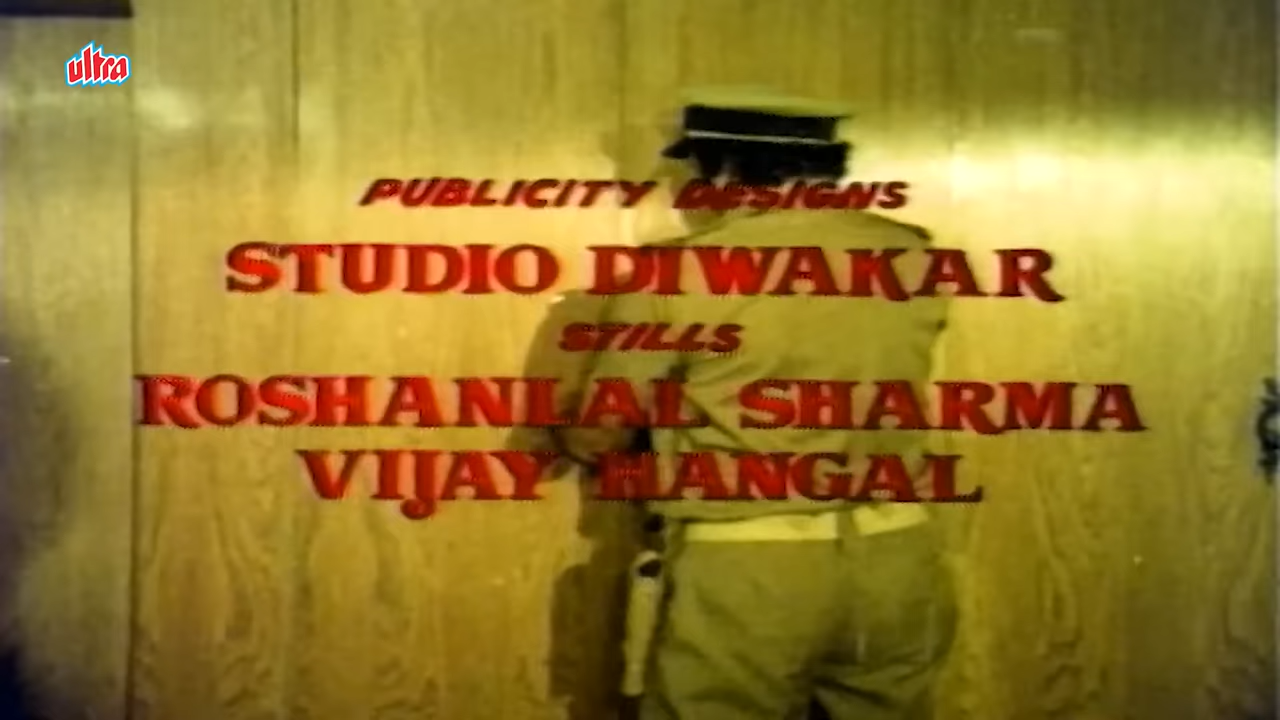 ultra
PUBLICITY DESIGNS
STUDIO DIWAKAR
STILLS
ROSHANLAL SHARMA
VIJAY HANGAL